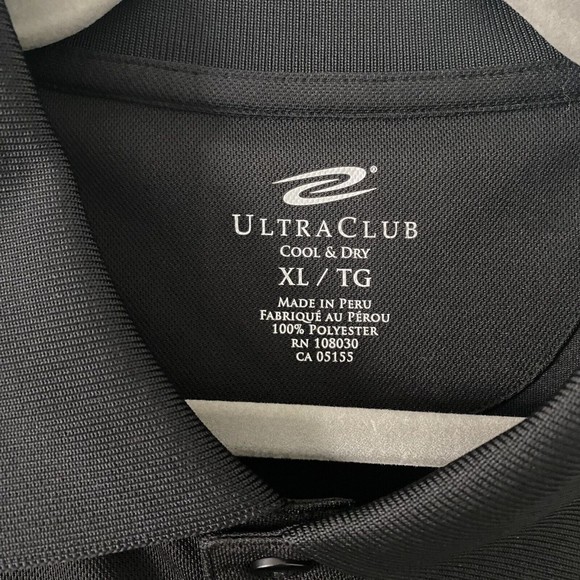 ULTRACLUB®
COOL & DRY
XL / TG
MADE IN PERU
FABRIQUÉ AU PÉROU
100% POLYESTER
RN 108030
CA 05155